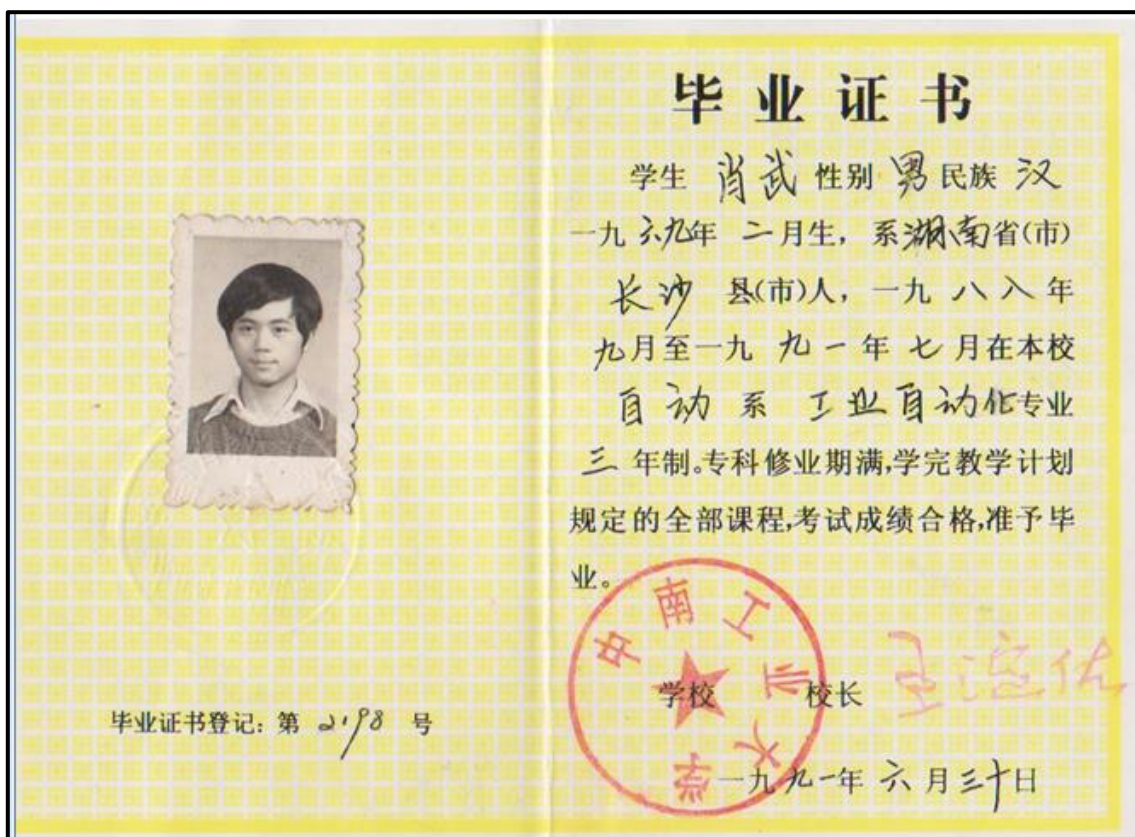 毕业证书登记：第 2198 号
毕业证书
学生 肖武 性别 男 民族 汉
一九六九年 二月生，系湖南省(市)
长沙 县(市)人，一九八八年
九月至一九九一年七月在本校
自动系 工业自动化专业
三年制。专科修业期满，学完教学计划
规定的全部课程，考试成绩合格，准予毕
业。
中南工业大学
学校 校长
一九九一年六月三十日